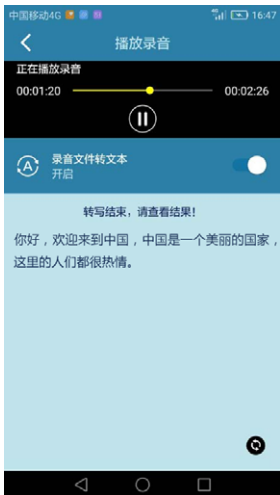 中国移动4G 16:47
播放录音
正在播放录音
00:01:20 00:02:26
录音文件转文本
开启
转写结束，请查看结果！
你好，欢迎来到中国，中国是一个美丽的国家，
这里的人们都很热情。